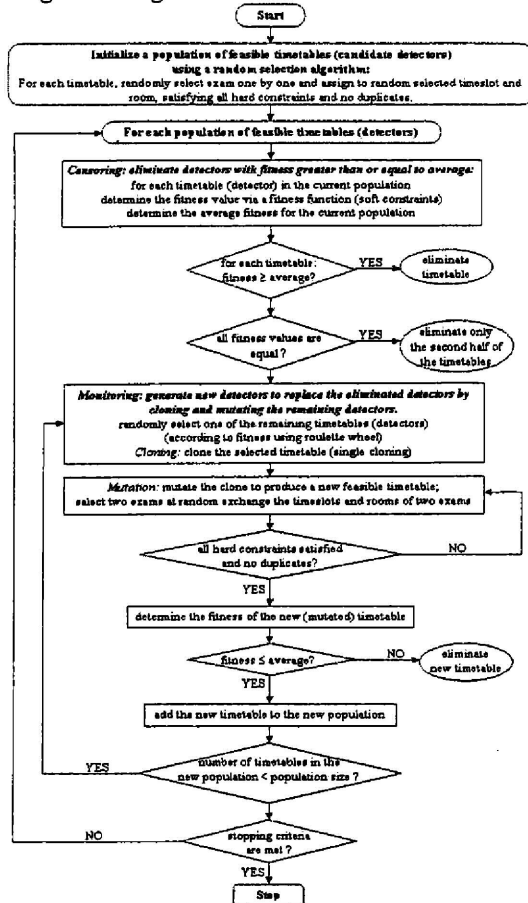 Start
Initialize a population of feasible timetables (candidate detectors)
using a random selection algorithm:
For each timetable, randomly select exam one by one and assign to random selected timeslot and
room, satisfying all hard constraints and no duplicates.
For each population of feasible timetables (detectors)
Censoring: eliminate detectors with fitness greater than or equal to average:
for each timetable (detector) in the current population
determine the fitness value via a fitness function (soft constraints)
determine the average fitness for the current population
for each timetable:
fitness ≥ average?
YES
eliminate
timetable
all fitness values are
equal ?
YES
eliminate only
the second half of
the timetables
Monitoring: generate new detectors to replace the eliminated detectors by
cloning and mutating the remaining detectors.
randomly select one of the remaining timetables (detectors)
(according to fitness using roulette wheel)
Cloning: clone the selected timetable (single cloning)
Mutation: mutate the clone to produce a new feasible timetable;
select two exams at random exchange the timeslots and rooms of two exams
all hard constraints satisfied
and no duplicates?
NO
YES
determine the fitness of the new (mutated) timetable
fitness ≤ average?
NO
eliminate
new timetable
YES
add the new timetable to the new population
number of timetables in the
new population < population size ?
YES
stopping criteria
are met ?
NO
YES
Stop